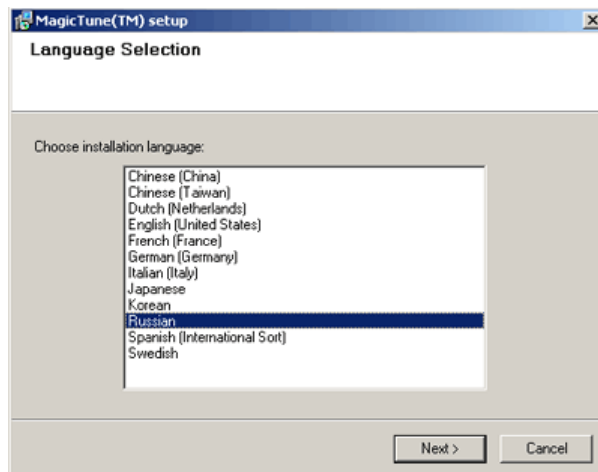 MagicTune(TM) setup
Language Selection
Choose installation language:
Chinese (China)
Chinese (Taiwan)
Dutch (Netherlands)
English (United States)
French (France)
German (Germany)
Italian (Italy)
Japanese
Korean
Russian
Spanish (International Sort)
Swedish
Next > Cancel